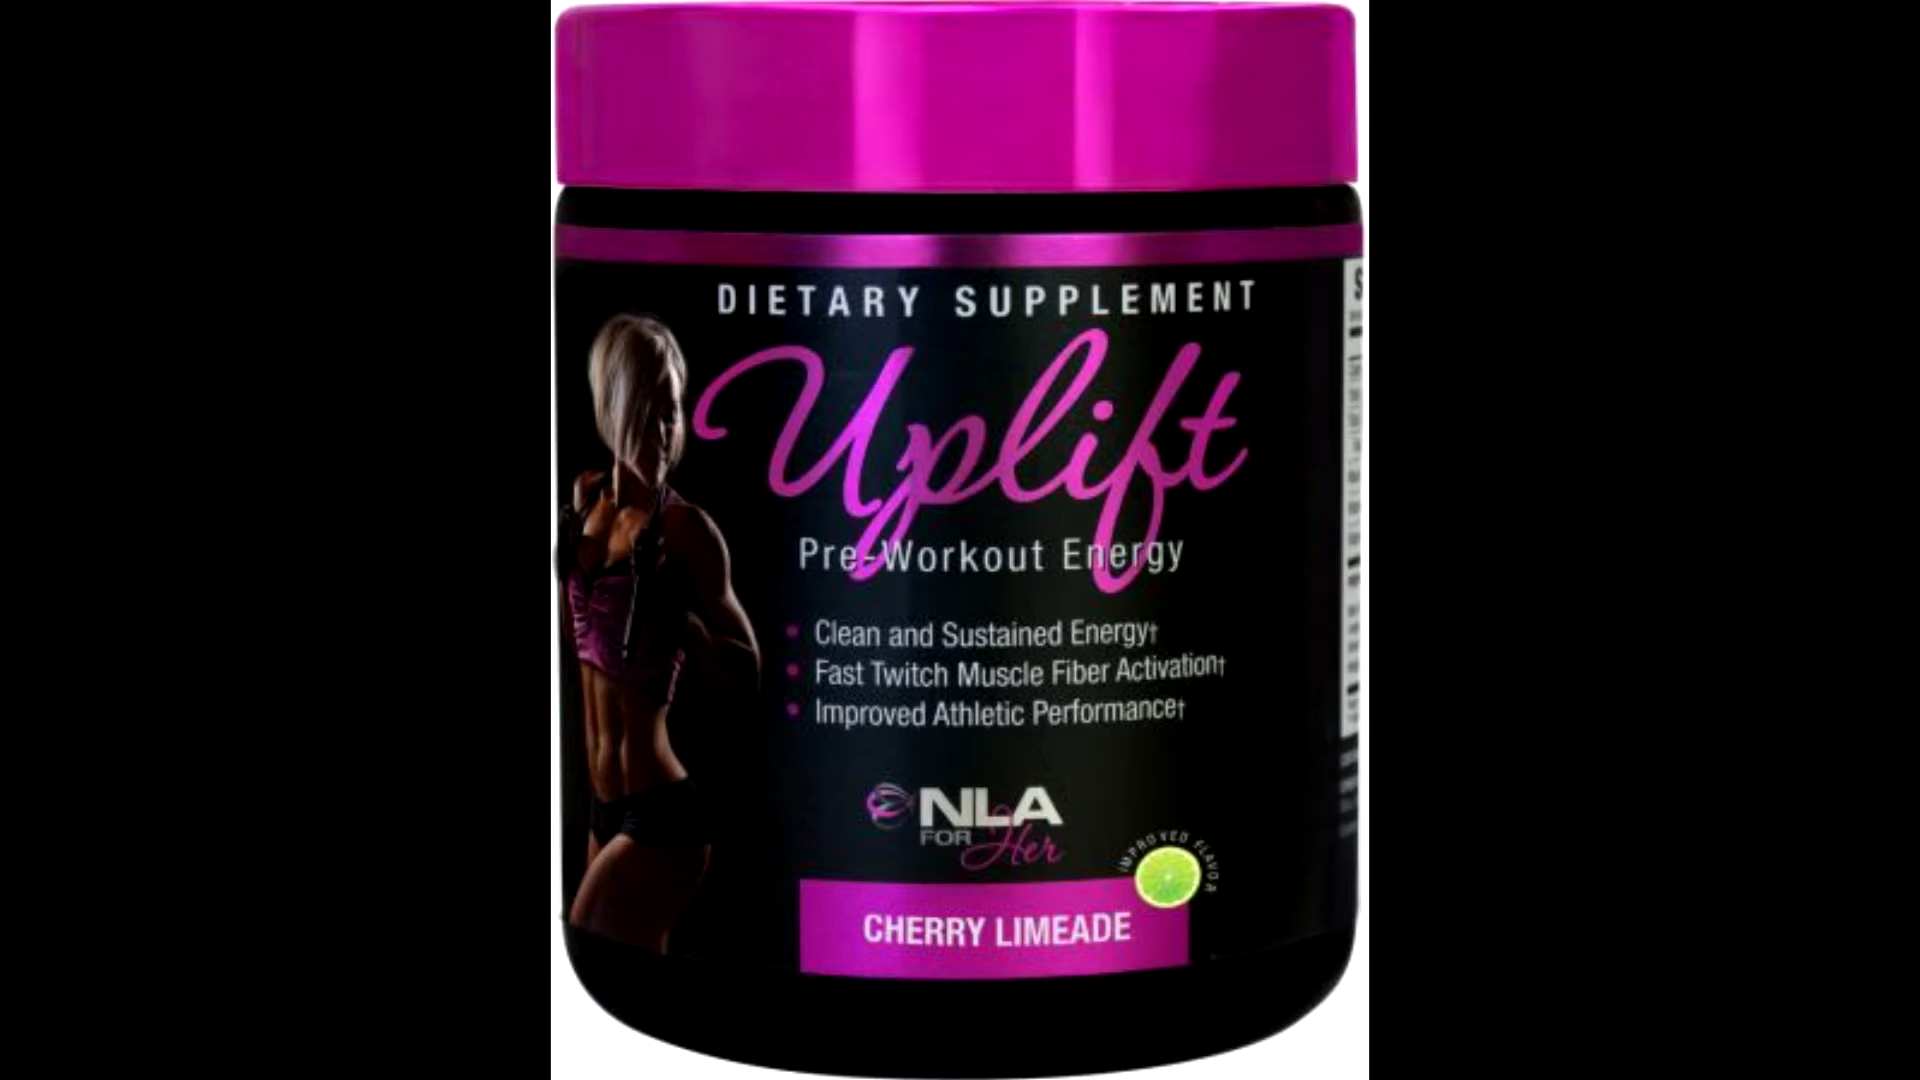 DIETARY SUPPLEMENT
Uplift
Pre-Workout Energy
• Clean and Sustained Energy†
• Fast Twitch Muscle Fiber Activation†
• Improved Athletic Performance†
NLA
FOR Her
IMPROVED FLAVOR
CHERRY LIMEADE